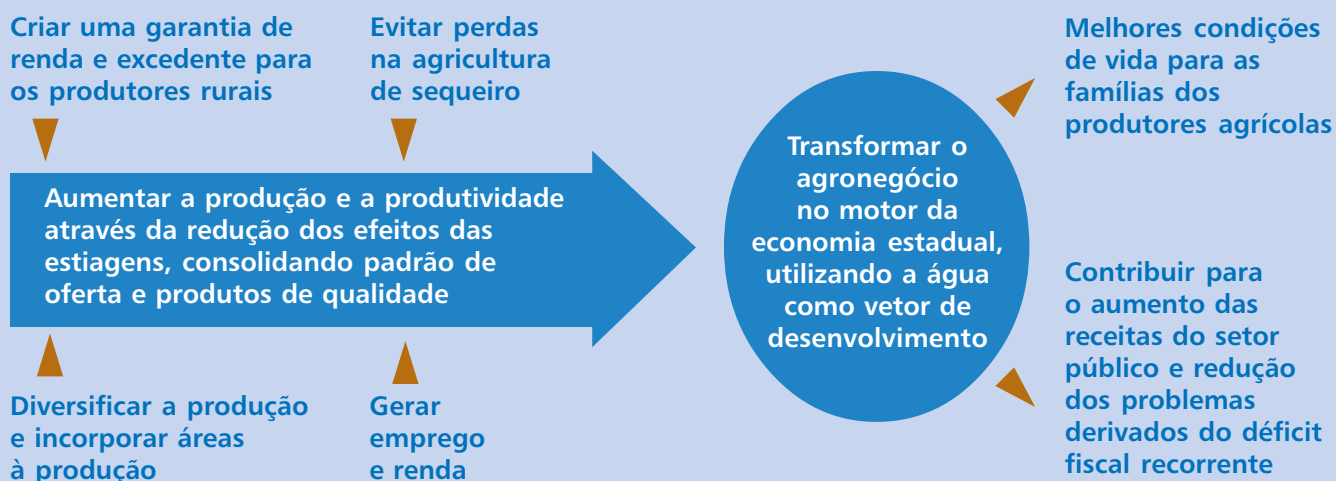 Criar uma garantia de
renda e excedente para
os produtores rurais
Evitar perdas
na agricultura
de sequeiro
Aumentar a produção e a produtividade
através da redução dos efeitos das
estiagens, consolidando padrão de
oferta e produtos de qualidade
Diversificar a produção
e incorporar áreas
à produção
Gerar
emprego
e renda
Transformar o
agronegócio
no motor da
economia estadual,
utilizando a água
como vetor de
desenvolvimento
Melhores condições
de vida para as
famílias dos
produtores agrícolas
Contribuir para
o aumento das
receitas do setor
público e redução
dos problemas
derivados do déficit
fiscal recorrente